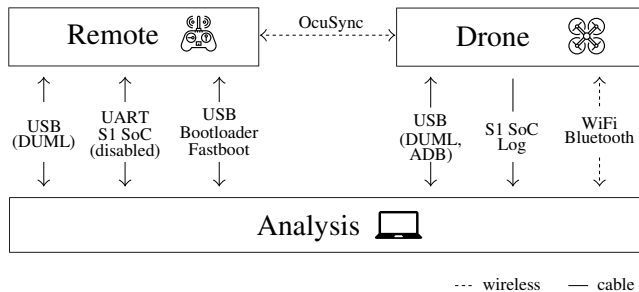 Remote
OcuSync
Drone
USB
(DUML)
UART
S1 SoC
(disabled)
USB
Bootloader
Fastboot
USB
(DUML,
ADB)
S1 SoC
Log
WiFi
Bluetooth
Analysis
wireless
cable